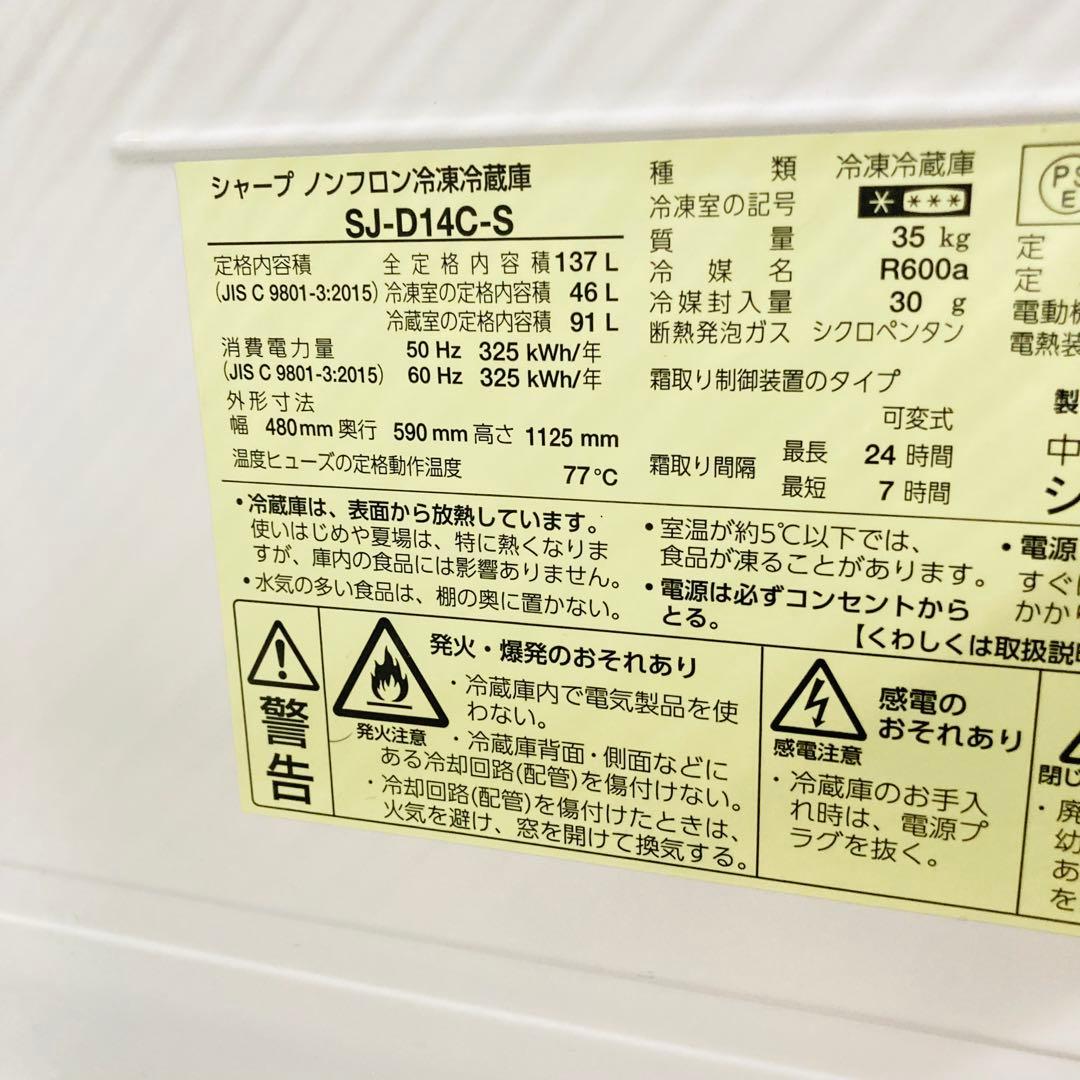 シャープ ノンフロン冷凍冷蔵庫
SJ-D14C-S
定格内容積 全定格内容積 137 L
(JIS C 9801-3:2015) 冷凍室の定格内容積 46 L
冷蔵室の定格内容積 91 L
消費電力量 50 Hz 325 kWh/年
(JIS C 9801-3:2015) 60 Hz 325 kWh/年
外形寸法
幅 480mm 奥行 590 mm 高さ 1125 mm
温度ヒューズの定格動作温度 77℃
種類 冷凍冷蔵庫
冷凍室の記号 * ***
質量 35 kg
冷媒名 R600a
冷媒封入量 30 g
断熱発泡ガス シクロペンタン
霜取り制御装置のタイプ
可変式
霜取り間隔 最長 24 時間
最短 7 時間
PS
E
定
定
電動機
電熱装
製
中
シ
・冷蔵庫は、表面から放熱しています。
使いはじめや夏場は、特に熱くなりま
すが、庫内の食品には影響ありません。
・水気の多い食品は、棚の奥に置かない。
・室温が約5℃以下では、
食品が凍ることがあります。
・電源は必ずコンセントから
とる。
・電源
すぐに
かから
【くわしくは取扱説明
警告
発火注意
発火・爆発のおそれあり
・冷蔵庫内で電気製品を使
わない。
・冷蔵庫背面・側面などに
ある冷却回路(配管)を傷付けない。
・冷却回路(配管)を傷付けたときは、
火気を避け、窓を開けて換気する。
感電注意
感電の
おそれあり
・冷蔵庫のお手入
れ時は、電源プ
ラグを抜く。
閉じ
・廃
幼
あ
を